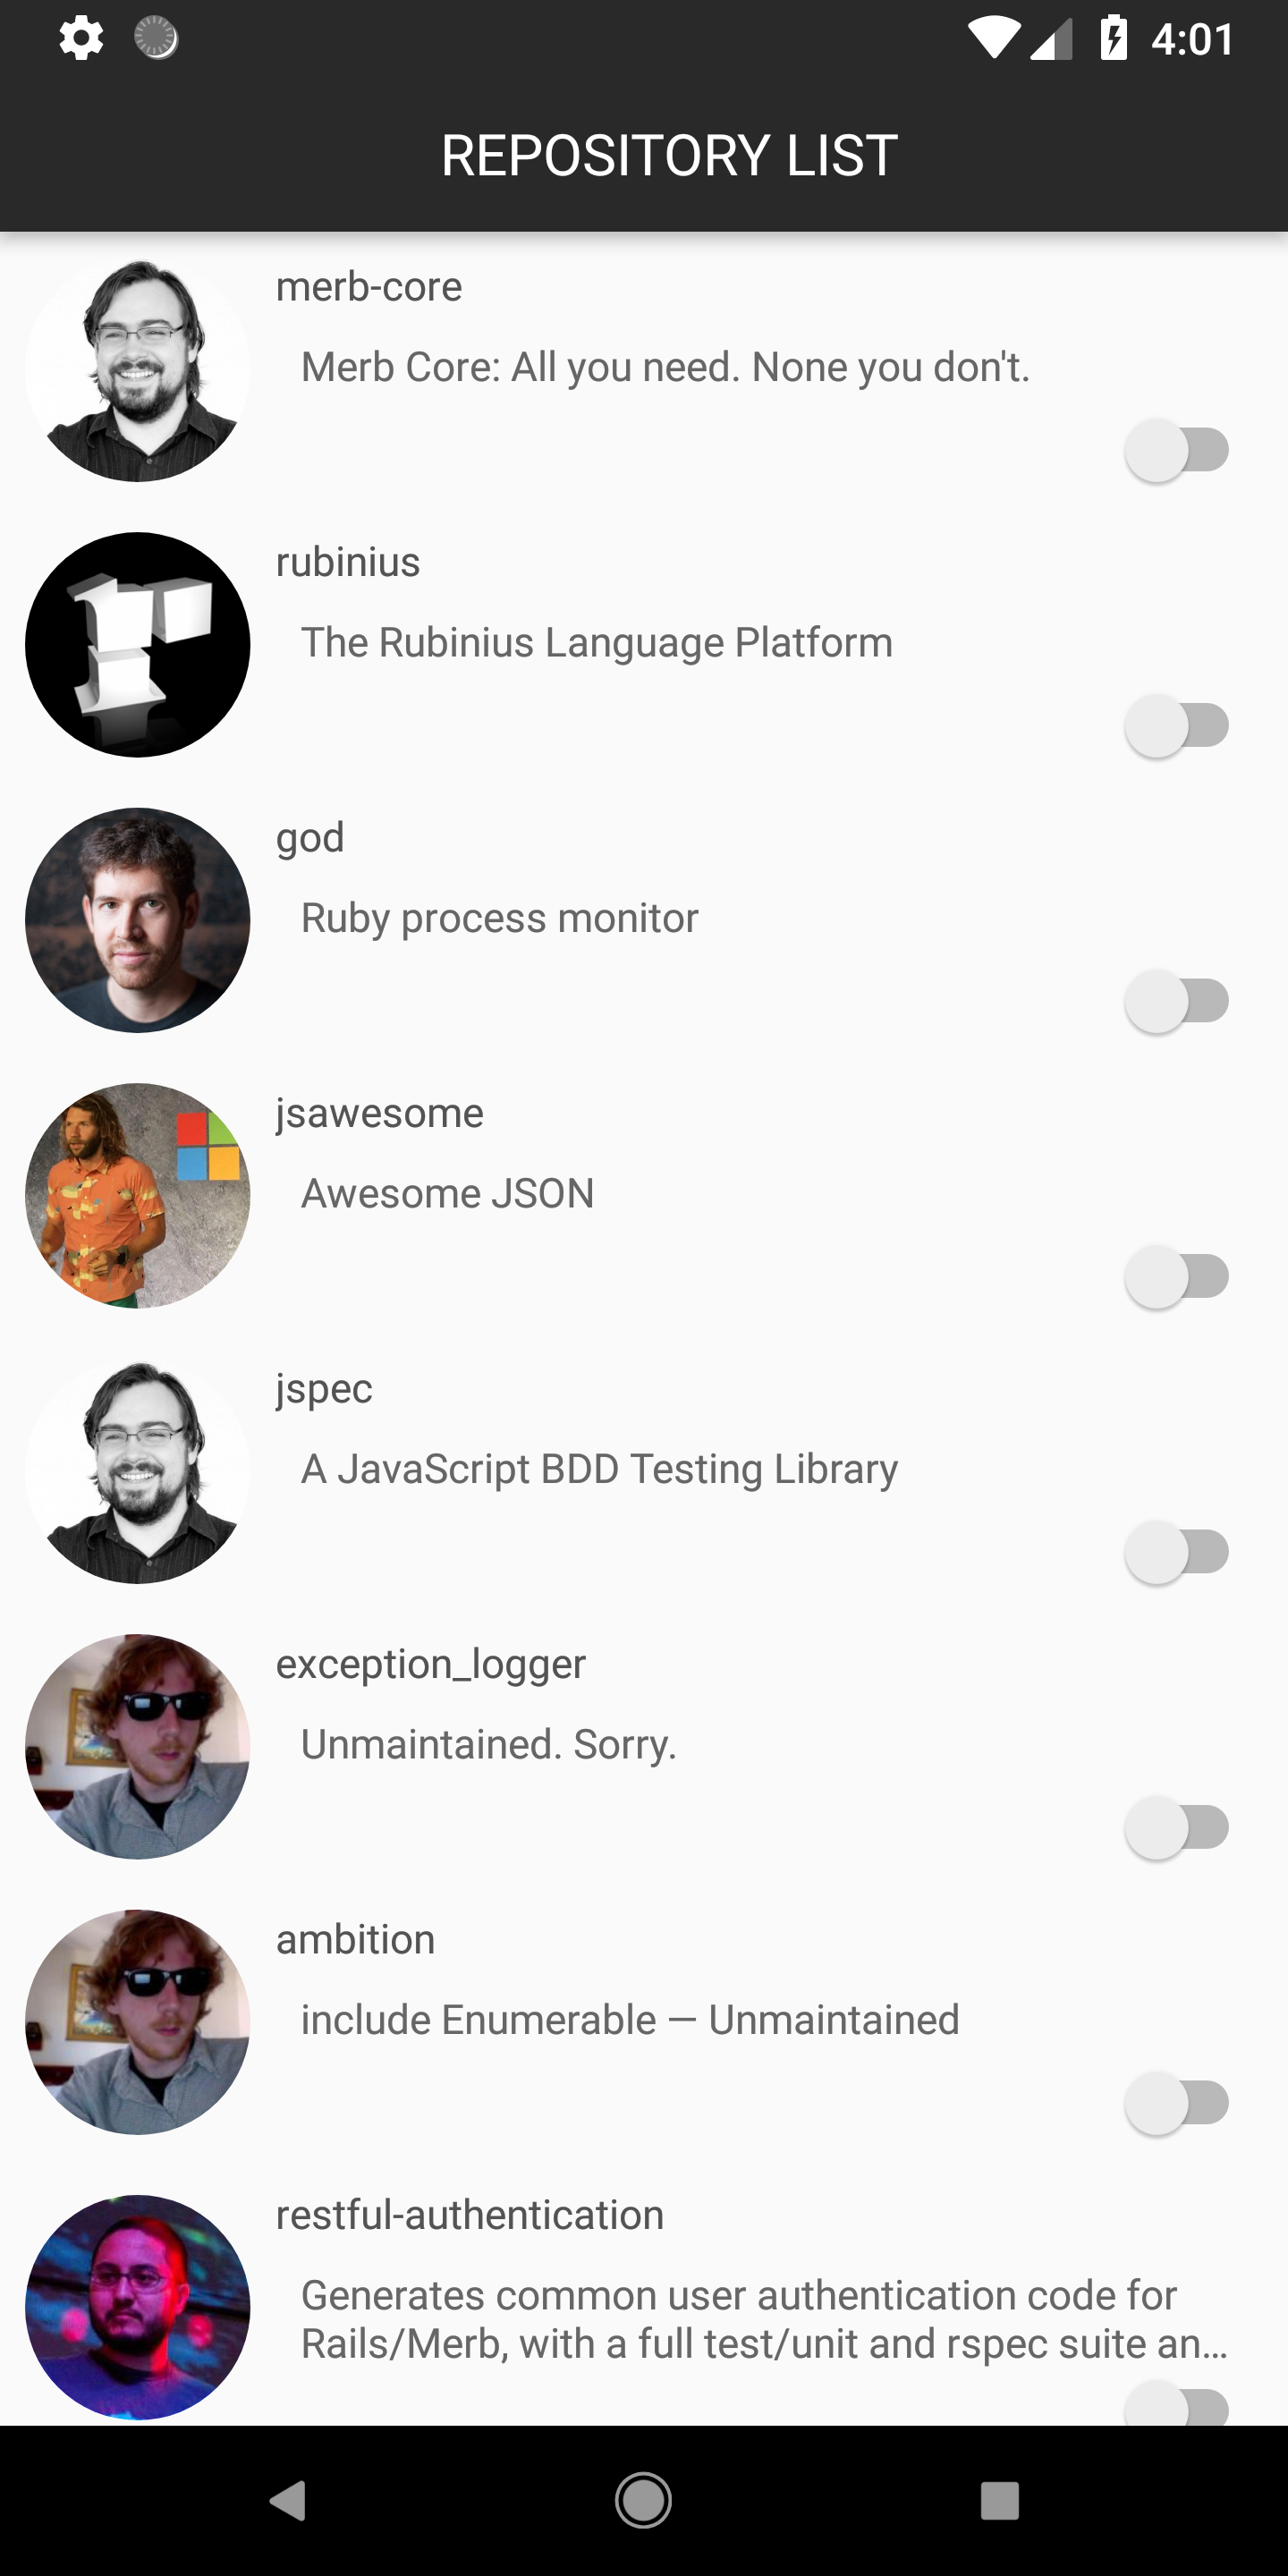 4:01
REPOSITORY LIST
merb-core
Merb Core: All you need. None you don't.
rubinius
The Rubinius Language Platform
god
Ruby process monitor
jsawesome
Awesome JSON
jspec
A JavaScript BDD Testing Library
exception_logger
Unmaintained. Sorry.
ambition
include Enumerable — Unmaintained
restful-authentication
Generates common user authentication code for
Rails/Merb, with a full test/unit and rspec suite an…